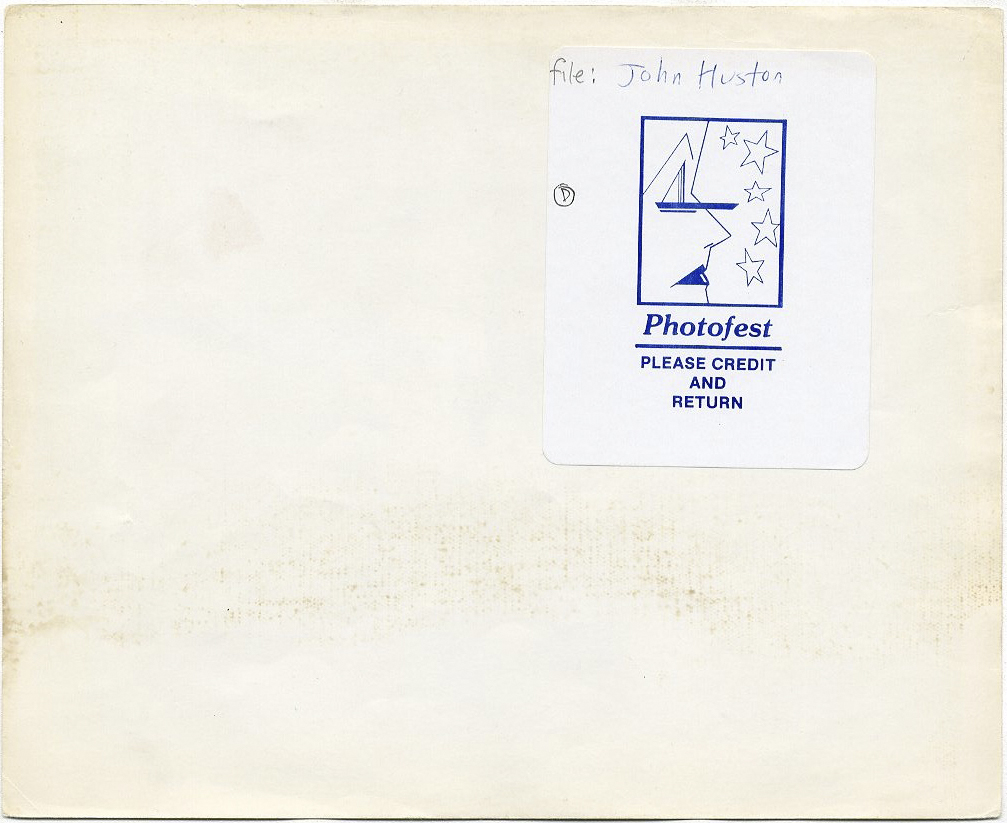 file: John Huston
D
Photofest
PLEASE CREDIT
AND
RETURN